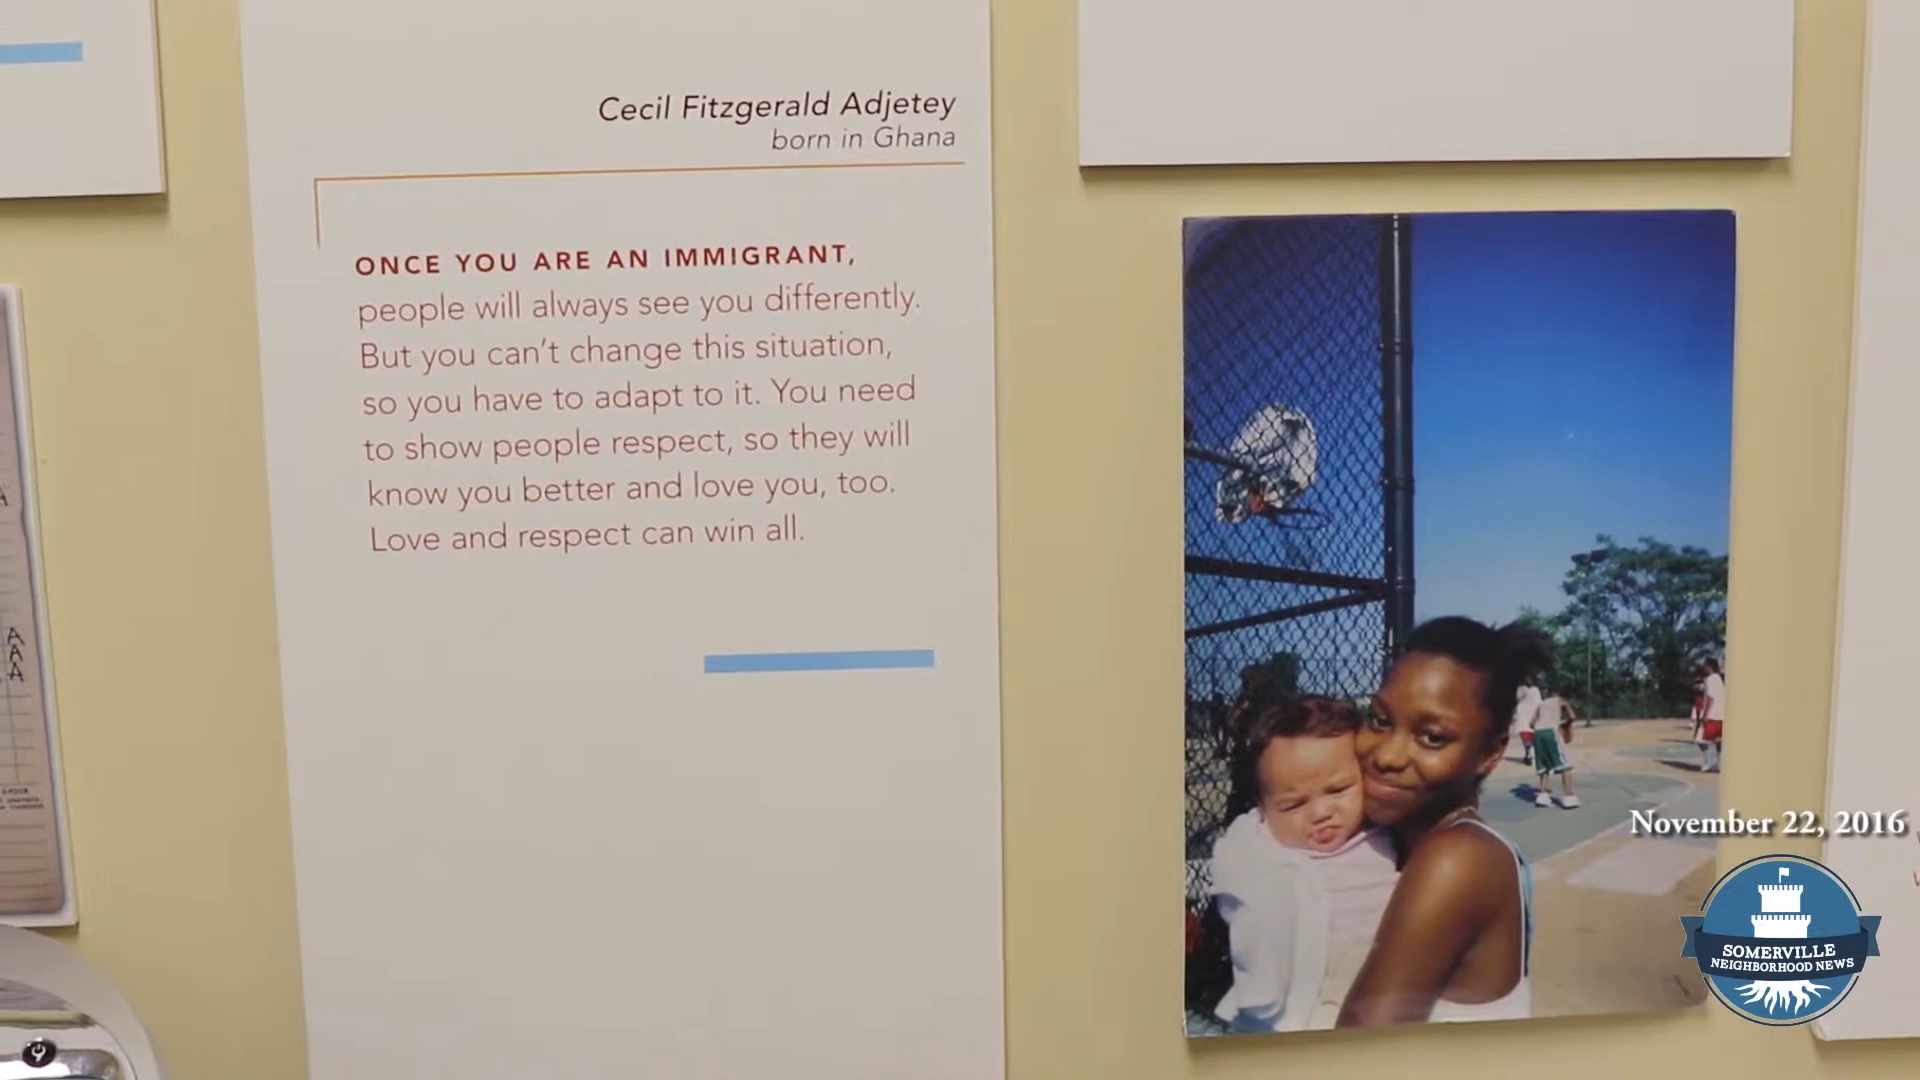 Cecil Fitzgerald Adjetey
born in Ghana
ONCE YOU ARE AN IMMIGRANT,
people will always see you differently.
But you can't change this situation,
so you have to adapt to it. You need
to show people respect, so they will
know you better and love you, too.
Love and respect can win all.
A
A
A
A
November 22, 2016
SOMERVILLE
NEIGHBORHOOD NEWS